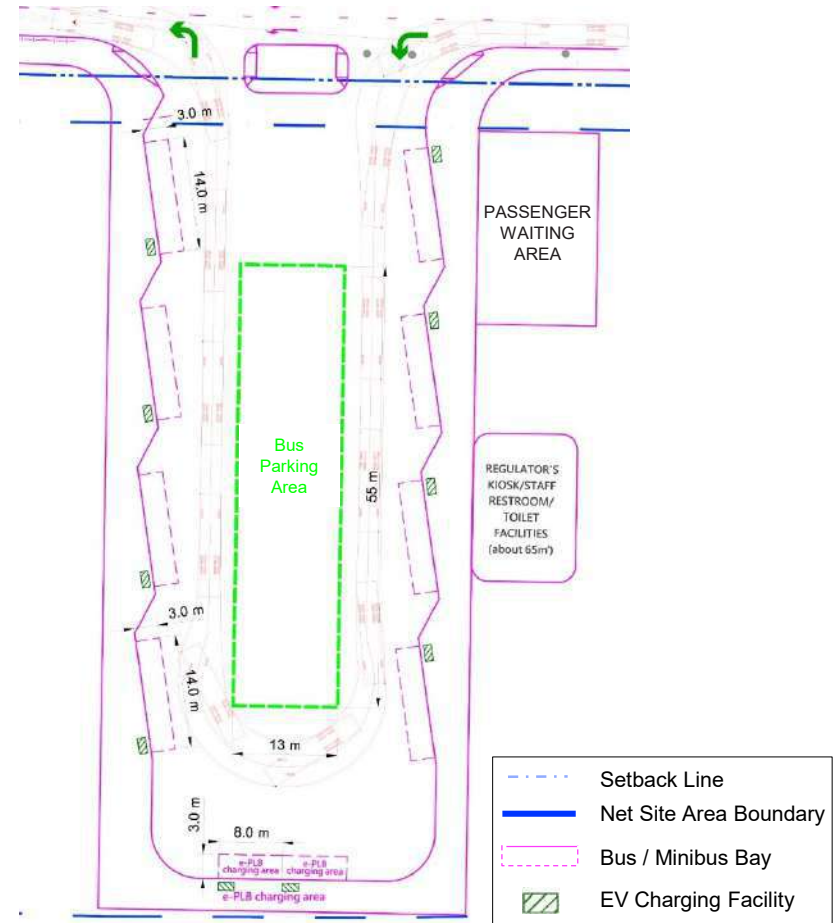 3.0 m
14.0 m
PASSENGER
WAITING
AREA
Bus
Parking
Area
55 m
REGULATOR'S
KIOSK/STAFF
RESTROOM/
TOILET
FACILITIES
(about 65m²)
3.0 m
14.0 m
13 m
3.0 m
8.0 m
e-PLB
charging area
e-PLB
charging area
e-PLB charging area
Setback Line
Net Site Area Boundary
Bus / Minibus Bay
EV Charging Facility